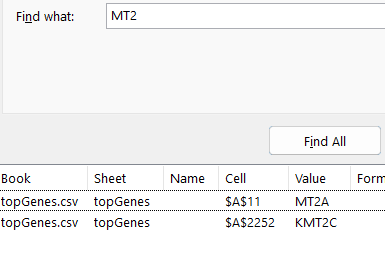 Find what: MT2
Find All
Book Sheet Name Cell Value Form
topGenes.csv topGenes $A$11 MT2A
topGenes.csv topGenes $A$2252 KMT2C